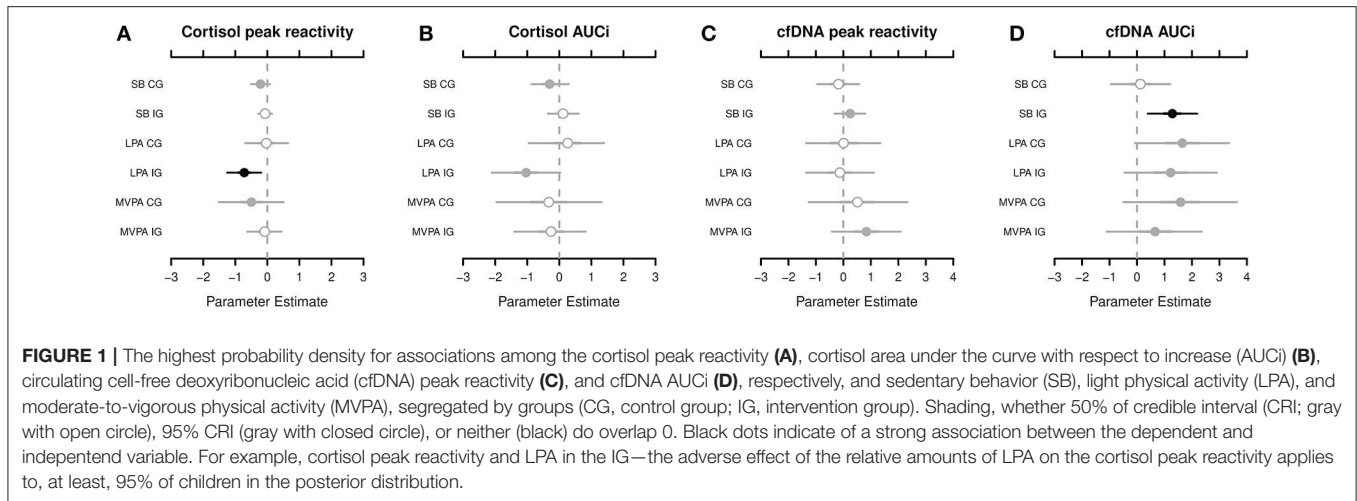 A Cortisol peak reactivity
B Cortisol AUCi
C cfDNA peak reactivity
D cfDNA AUCi
SB CG
SB IG
LPA CG
LPA IG
MVPA CG
MVPA IG
−3 −2 −1 0 1 2 3
Parameter Estimate
SB CG
SB IG
LPA CG
LPA IG
MVPA CG
MVPA IG
−3 −2 −1 0 1 2 3
Parameter Estimate
SB CG
SB IG
LPA CG
LPA IG
MVPA CG
MVPA IG
−3 −2 −1 0 1 2 3 4
Parameter Estimate
SB CG
SB IG
LPA CG
LPA IG
MVPA CG
MVPA IG
−2 −1 0 1 2 3 4
Parameter Estimate
FIGURE 1 | The highest probability density for associations among the cortisol peak reactivity (A), cortisol area under the curve with respect to increase (AUCi) (B),
circulating cell-free deoxyribonucleic acid (cfDNA) peak reactivity (C), and cfDNA AUCi (D), respectively, and sedentary behavior (SB), light physical activity (LPA), and
moderate-to-vigorous physical activity (MVPA), segregated by groups (CG, control group; IG, intervention group). Shading, whether 50% of credible interval (CRI; gray
with open circle), 95% CRI (gray with closed circle), or neither (black) do overlap 0. Black dots indicate of a strong association between the dependent and
independentend variable. For example, cortisol peak reactivity and LPA in the IG—the adverse effect of the relative amounts of LPA on the cortisol peak reactivity applies
to, at least, 95% of children in the posterior distribution.